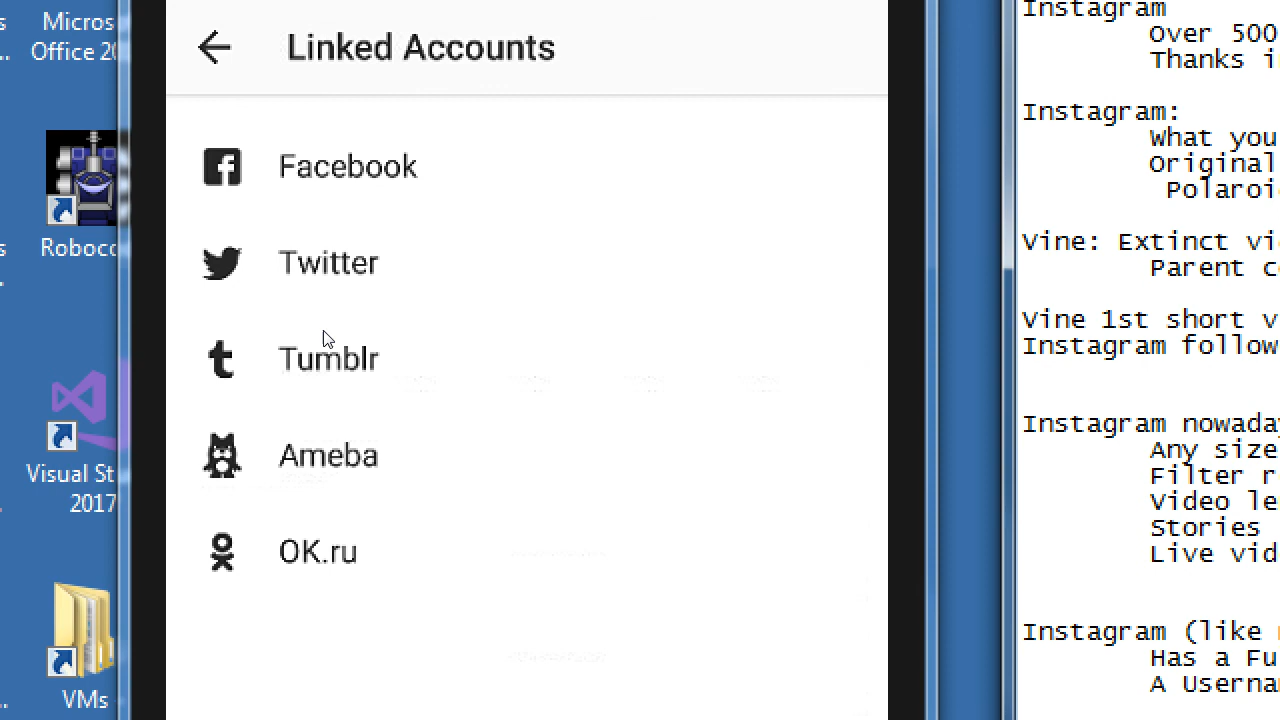 Micros
Office 20
Roboco
Visual St
2017
VMs
Linked Accounts
Facebook
Twitter
Tumblr
Ameba
OK.ru
Instagram
Over 500
Thanks i
Instagram:
What you
Original
Polaroi
Vine: Extinct vi
Parent c
Vine 1st short v
Instagram follow
Instagram nowada
Any size
Filter r
Video le
Stories
Live vid
Instagram (like
Has a Fu
A Userna